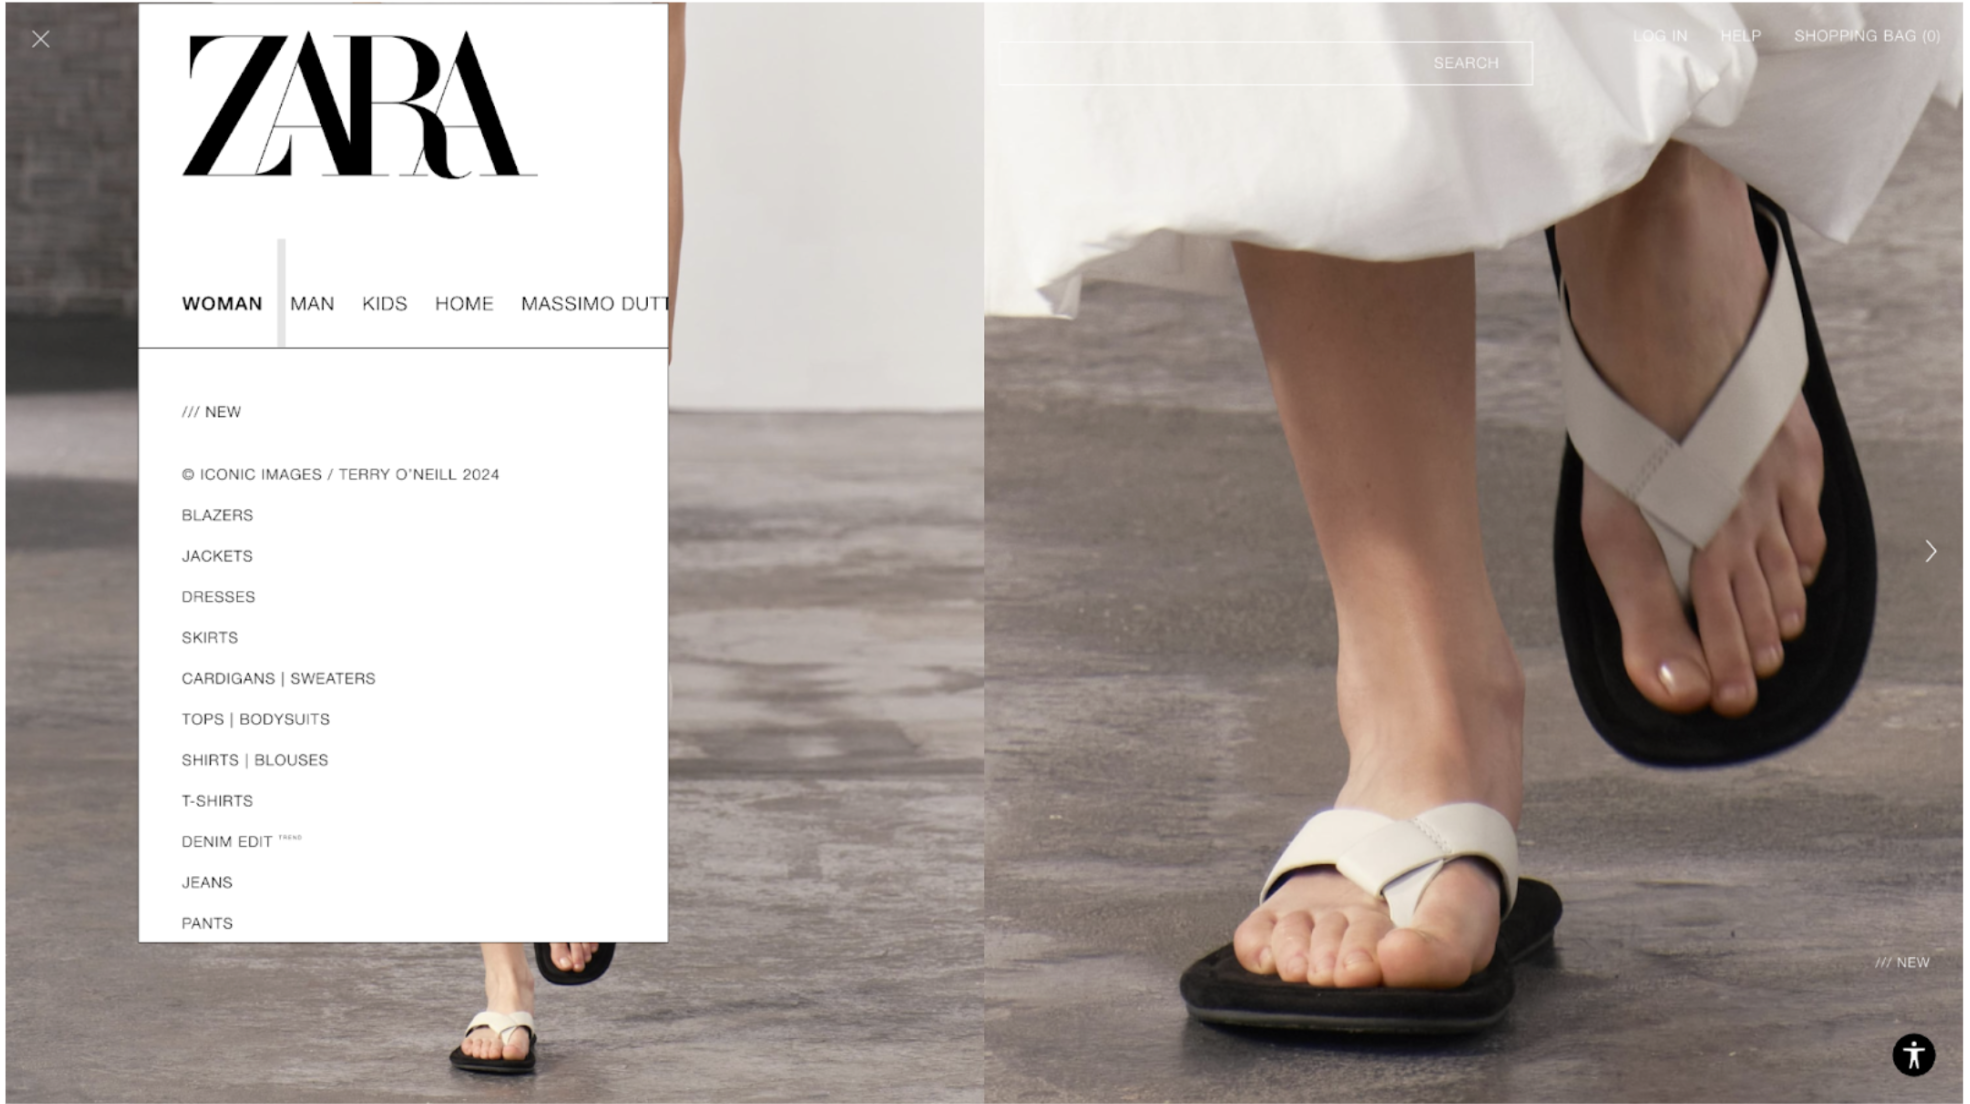 ZARA
LOG IN HELP SHOPPING BAG (0)
SEARCH
WOMAN MAN KIDS HOME MASSIMO DUTT
/// NEW
© ICONIC IMAGES / TERRY O'NEILL 2024
BLAZERS
JACKETS
DRESSES
SKIRTS
CARDIGANS | SWEATERS
TOPS | BODYSUITS
SHIRTS | BLOUSES
T-SHIRTS
DENIM EDIT TREND
JEANS
PANTS
/// NEW